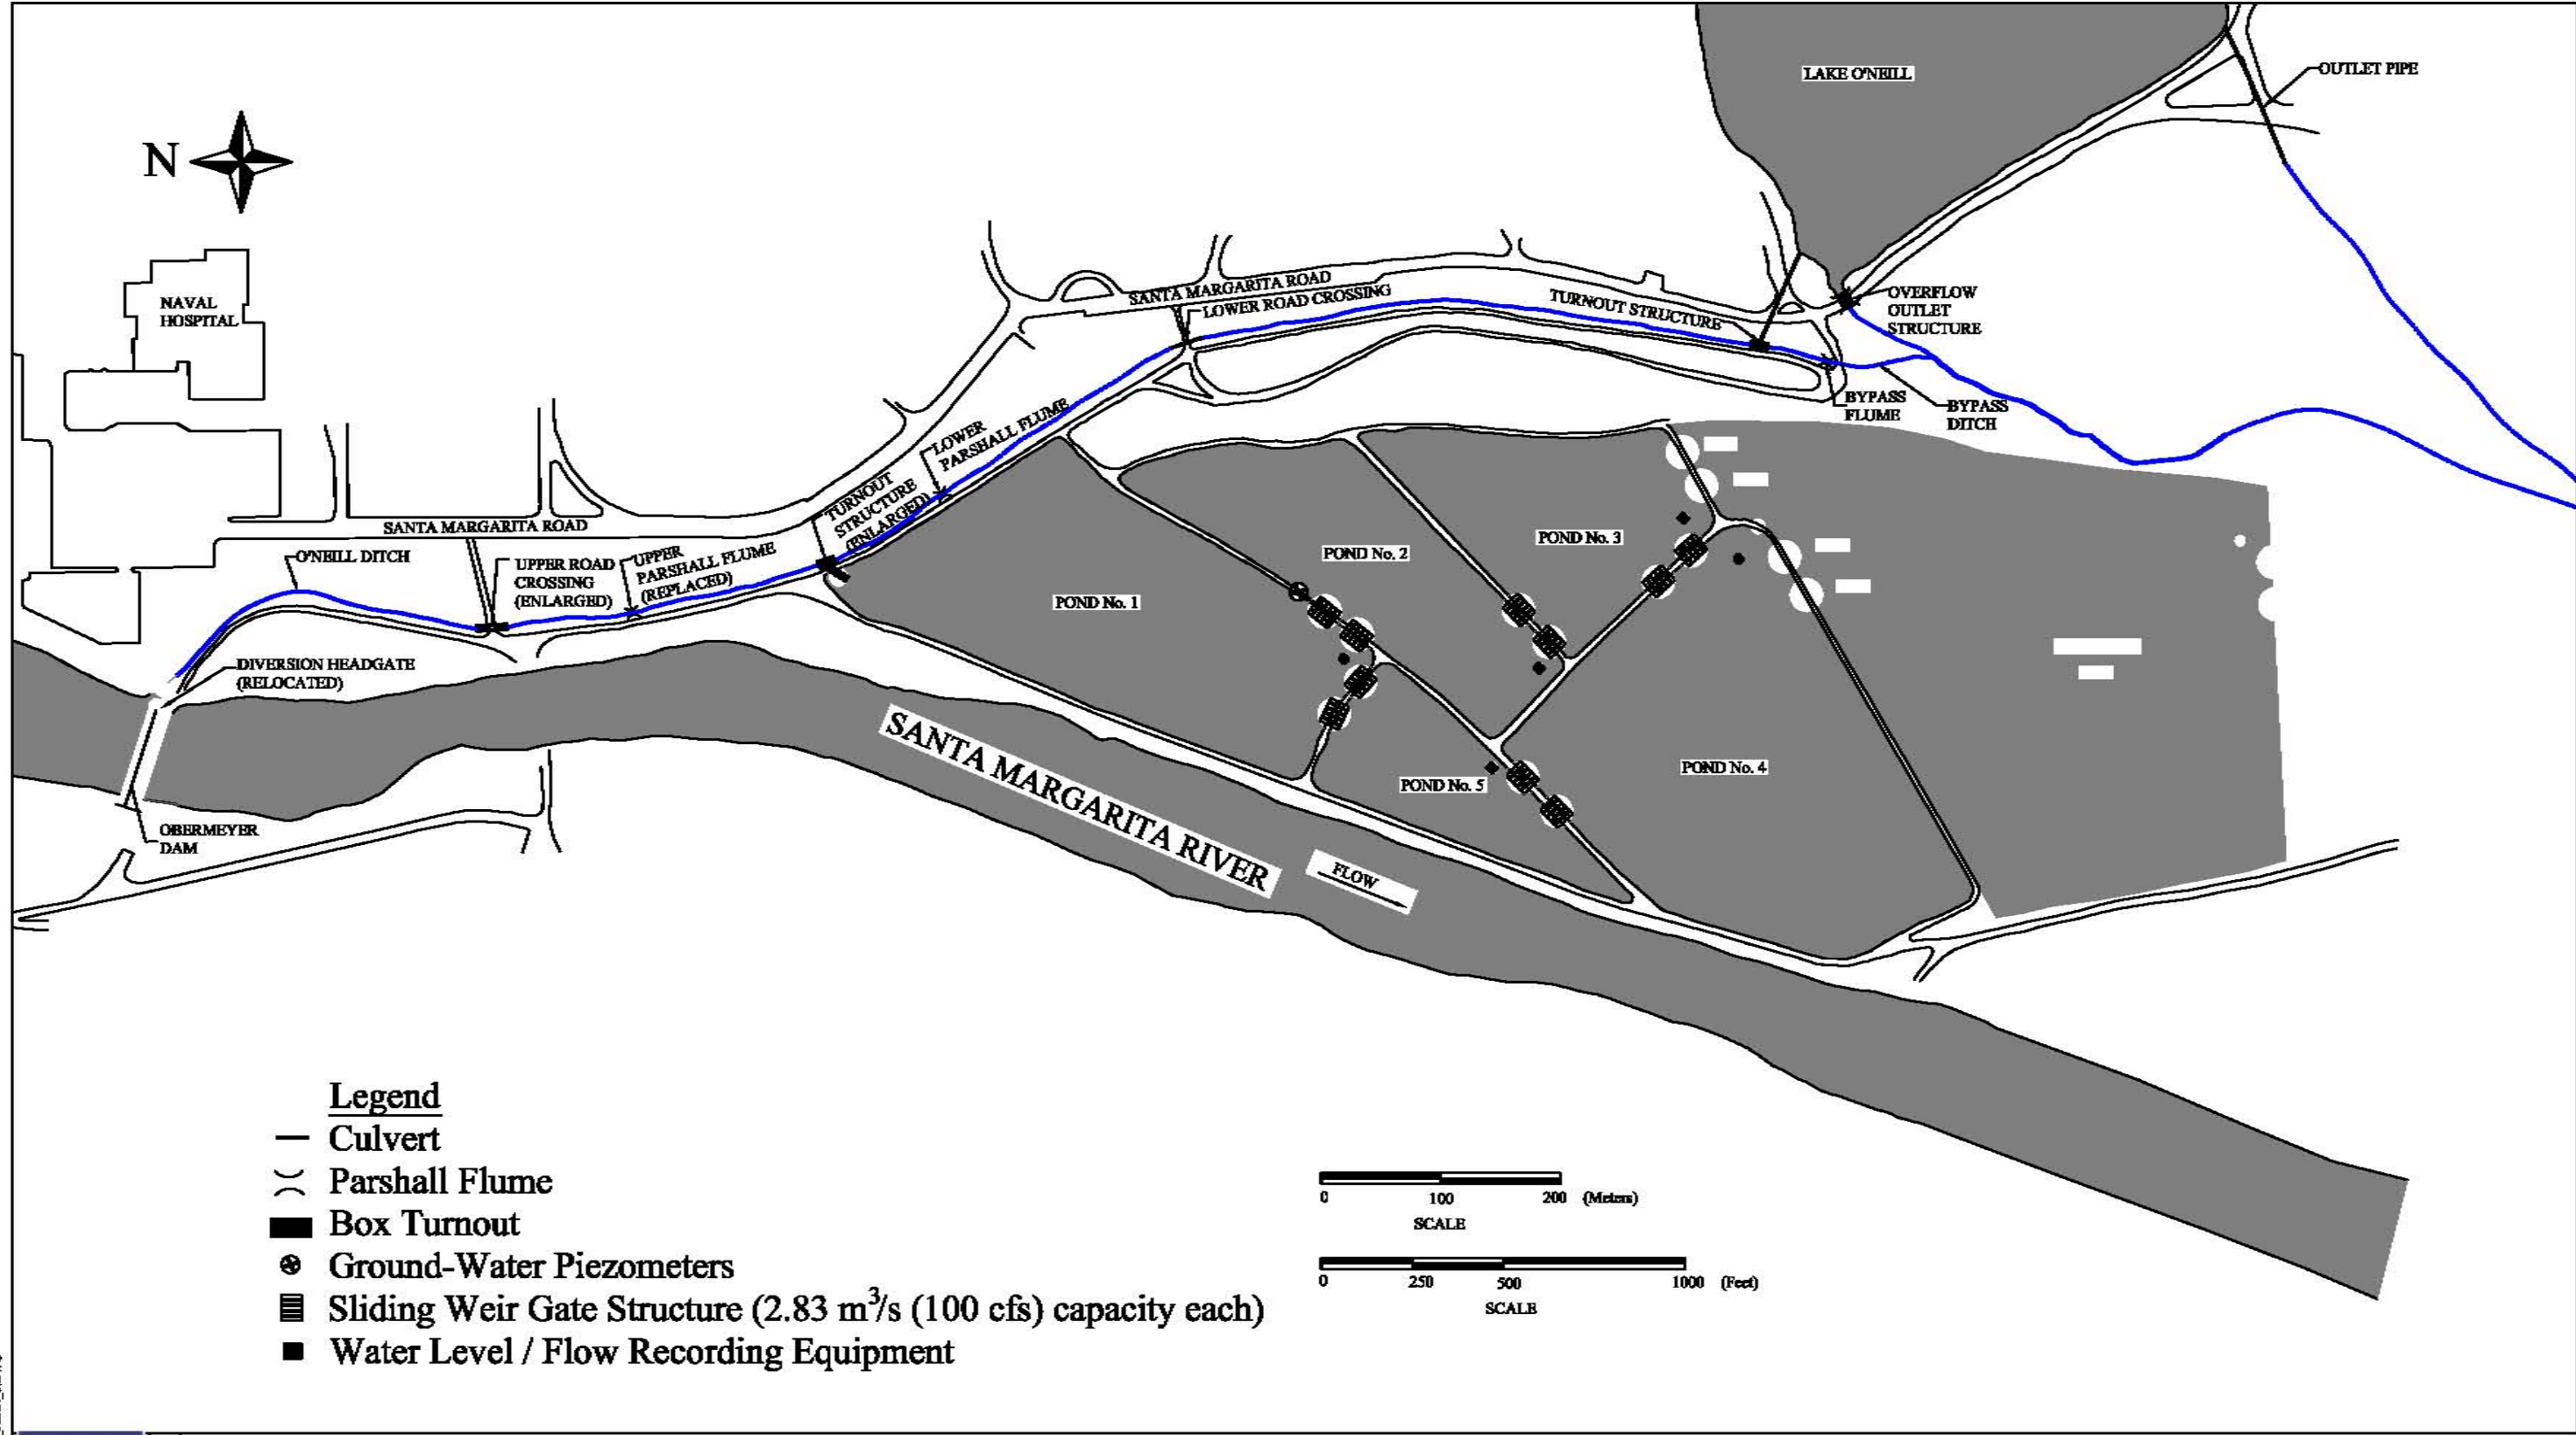 LAKE O'NEILL
OUTLET PIPE
N
NAVAL
HOSPITAL
SANTA MARGARITA ROAD
LOWER ROAD CROSSING
TURNOUT STRUCTURE
OVERFLOW
OUTLET
STRUCTURE
BYPASS
FLUME
BYPASS
DITCH
LOWER
PARSHALL FLUME
TURNOUT
STRUCTURE
(ENLARGED)
SANTA MARGARITA ROAD
O'NEILL DITCH
UPPER ROAD
CROSSING
(ENLARGED)
UPPER
PARSHALL FLUME
(REPLACED)
POND No. 1
POND No. 2
POND No. 3
DIVERSION HEADGATE
(RELOCATED)
POND No. 5
POND No. 4
SANTA MARGARITA RIVER
FLOW
OBERMEYER
DAM
Legend
Culvert
Parshall Flume
Box Turnout
Ground-Water Piezometers
Sliding Weir Gate Structure (2.83 m³/s (100 cfs) capacity each)
Water Level / Flow Recording Equipment
0 100 200 (Meters)
SCALE
0 250 500 1000 (Feet)
SCALE